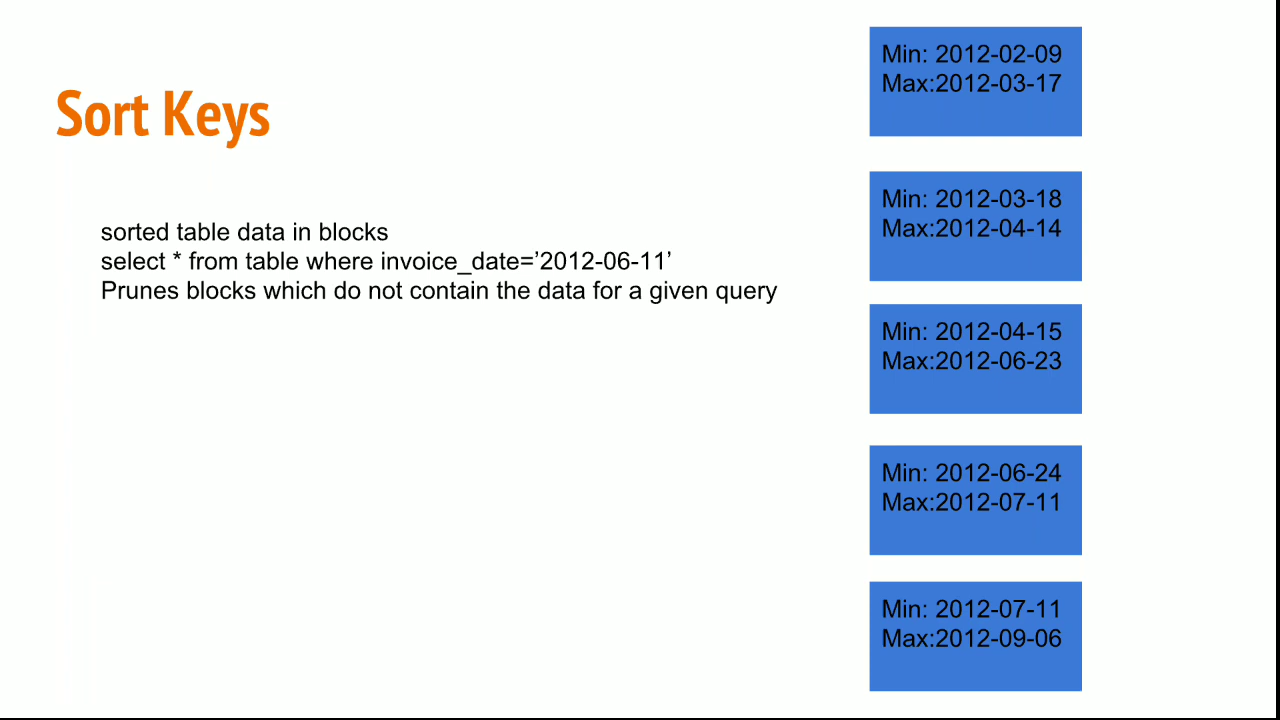 Sort Keys
sorted table data in blocks
select * from table where invoice_date=’2012-06-11’
Prunes blocks which do not contain the data for a given query
Min: 2012-02-09
Max:2012-03-17
Min: 2012-03-18
Max:2012-04-14
Min: 2012-04-15
Max:2012-06-23
Min: 2012-06-24
Max:2012-07-11
Min: 2012-07-11
Max:2012-09-06